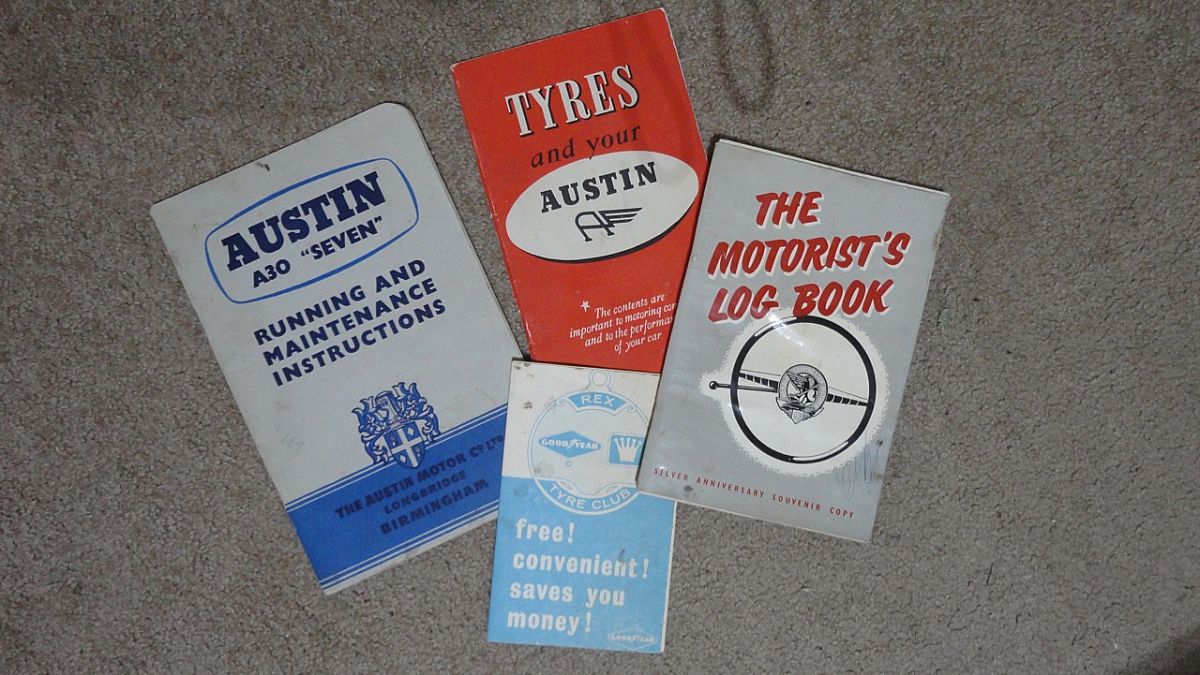 AUSTIN
A30 "SEVEN"
RUNNING AND
MAINTENANCE
INSTRUCTIONS
THE AUSTIN MOTOR Co LTD
LONGBRIDGE
BIRMINGHAM
TYRES
and your
AUSTIN
A
* The contents are
important to motoring
and to the
of your car
REX
GOODYEAR
TYRE CLUB
free!
convenient!
saves you
money!
GOODYEAR
THE
MOTORIST'S
LOG BOOK
SILVER ANNIVERSARY SOUVENIR COPY